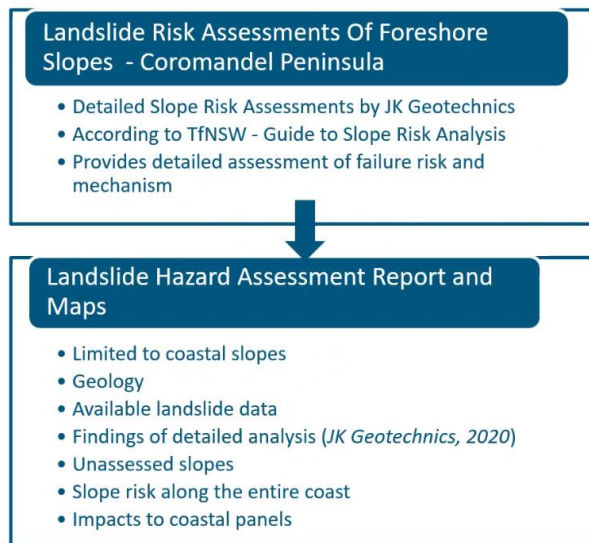 Landslide Risk Assessments Of Foreshore
Slopes - Coromandel Peninsula
• Detailed Slope Risk Assessments by JK Geotechnics
• According to TfNSW - Guide to Slope Risk Analysis
• Provides detailed assessment of failure risk and
mechanism
Landslide Hazard Assessment Report and
Maps
• Limited to coastal slopes
• Geology
• Available landslide data
• Findings of detailed analysis (JK Geotechnics, 2020)
• Unassessed slopes
• Slope risk along the entire coast
• Impacts to coastal panels